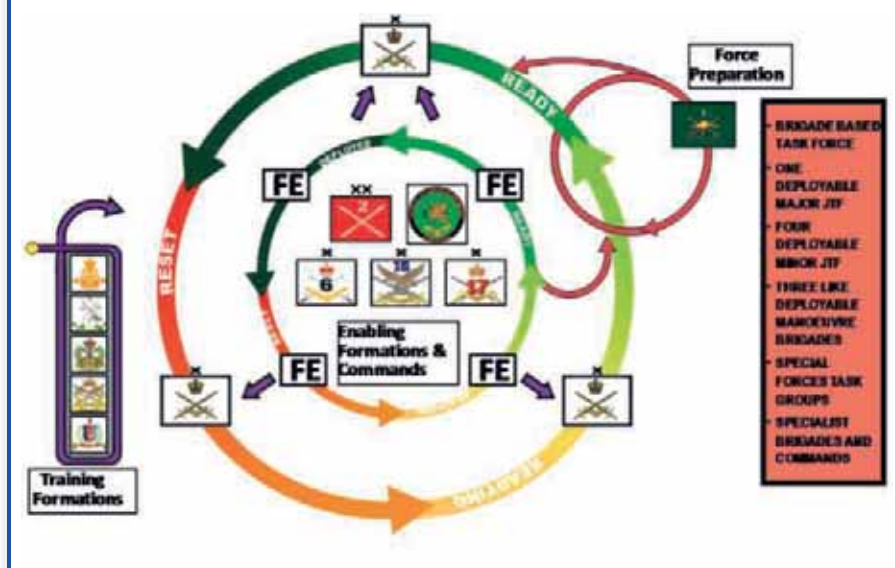 X
READY
Force
Preparation
FE
FE
XX
2
X
6
X
16
X
17
RESET
Enabling
Formations &
Commands
FE
FE
X
X
READYING
Training
Formations
• BRIGADE BASED
TASK FORCE
• ONE
DEPLOYABLE
MAJOR JTF
• FOUR
DEPLOYABLE
MINOR JTF
• THREE LIKE
DEPLOYABLE
MANOEUVRE
BRIGADES
• SPECIAL
FORCES TASK
GROUPS
• SPECIALIST
BRIGADES AND
COMMANDS